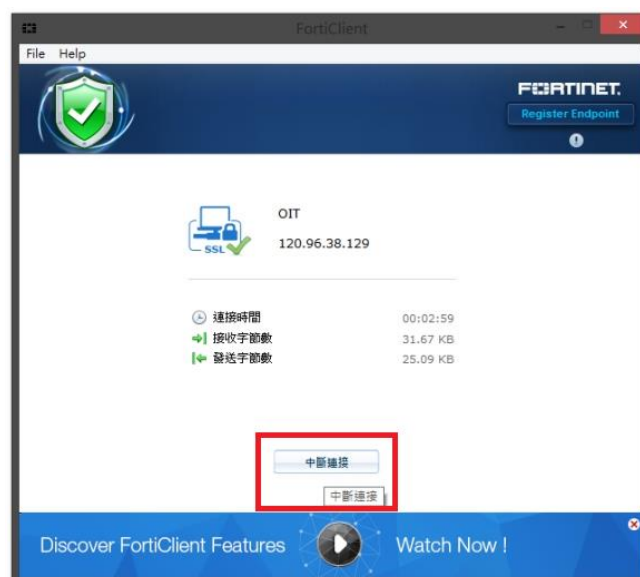 FortiClient
File Help
FORTINET
Register Endpoint
OIT
SSL
120.96.38.129
連接時間 00:02:59
接收字節數 31.67 KB
發送字節數 25.09 KB
中斷連接
中斷連接
Discover FortiClient Features Watch Now !